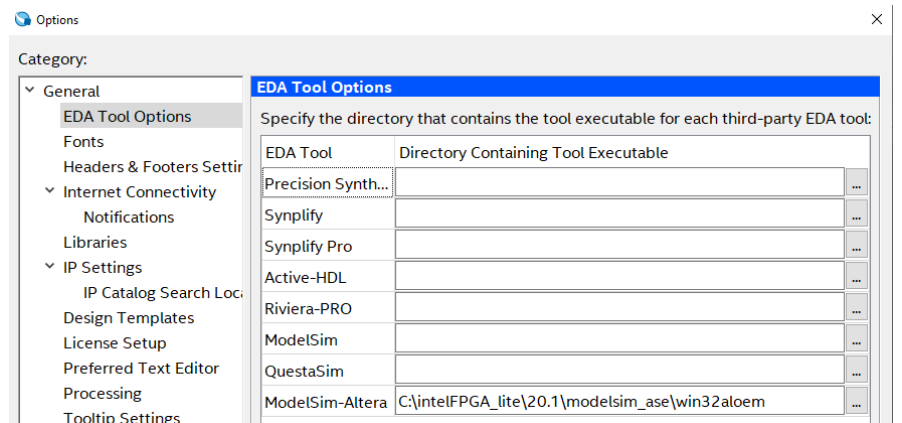 Options
Category:
General
EDA Tool Options
Fonts
Headers & Footers Settir
Internet Connectivity
Notifications
Libraries
IP Settings
IP Catalog Search Loca
Design Templates
License Setup
Preferred Text Editor
Processing
Tooltip Settings
EDA Tool Options
Specify the directory that contains the tool executable for each third-party EDA tool:
EDA Tool Directory Containing Tool Executable
Precision Synth... ...
Synplify ...
Synplify Pro ...
Active-HDL ...
Riviera-PRO ...
ModelSim ...
QuestaSim ...
ModelSim-Altera C:\intelFPGA_lite\20.1\modelsim_ase\win32aloem ...